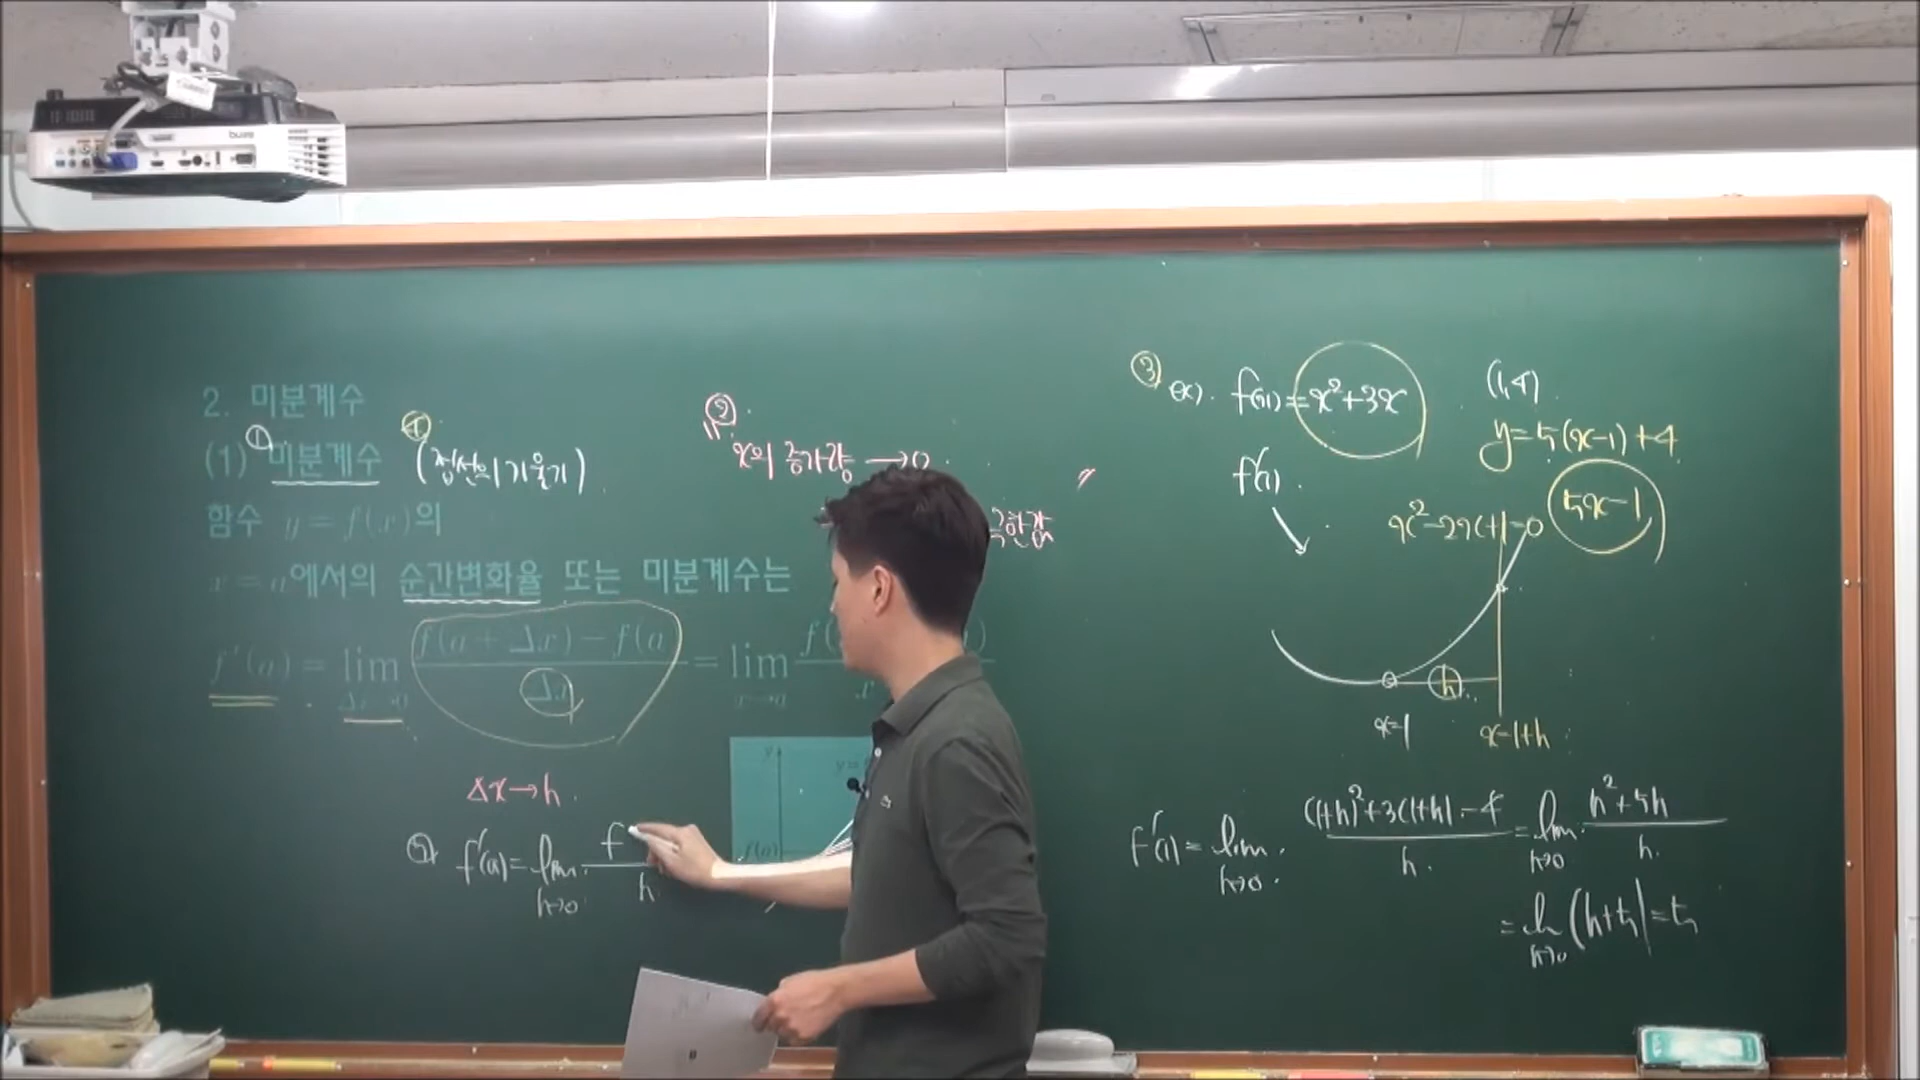 2. 미분계수
(1) ① 미분계수 ④ (접선의 기울기)
함수 y = f(x)의
x = a에서의 순간변화율 또는 미분계수는
f'(a) = lim Δx→0 f(a + Δx) − f(a / Δx = lim x→a f( / x
Δx → h
f'(a) = lim h→0 f / h
②
x의 증가량 → 0
극한값
y
f(a)
③ ex) f(x) = x² + 3x
f'(1)
(1, 4)
y = 5(x-1) + 4
5x-1
x² - 2x + 1 = 0
h
x=1
x=1+h
f'(1) = lim h→0 (1+h)² + 3(1+h) - 4 / h = lim h→0 h² + 5h / h
= lim h→0 (h+5) = 5